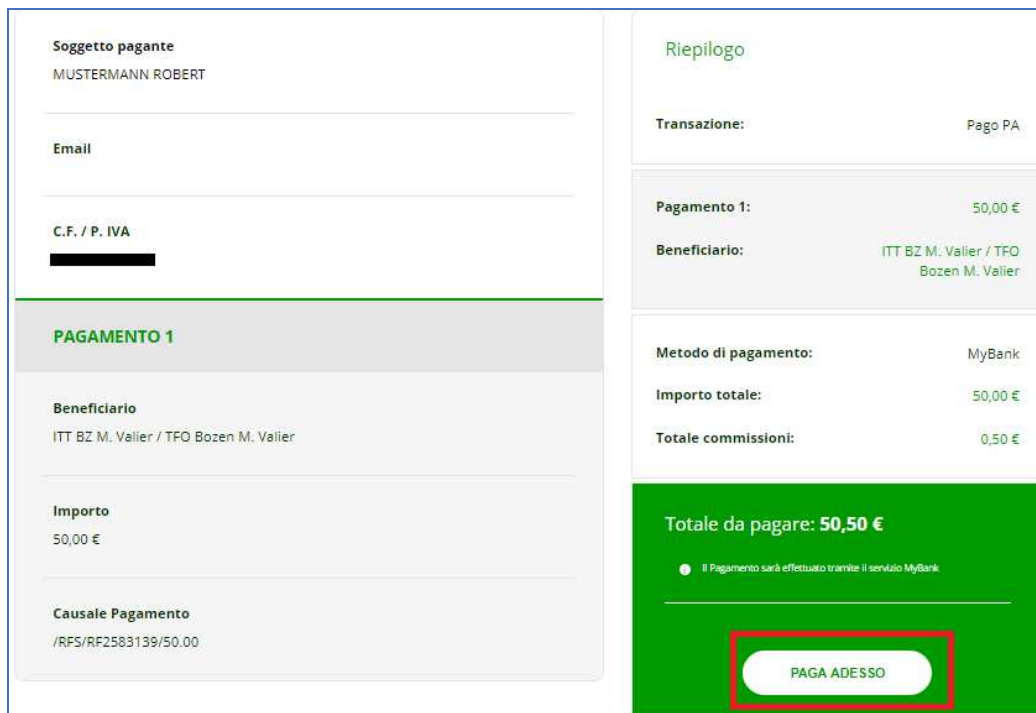 Soggetto pagante
MUSTERMANN ROBERT
Email
C.F. / P. IVA
PAGAMENTO 1
Beneficiario
ITT BZ M. Valier / TFO Bozen M. Valier
Importo
50,00 €
Causale Pagamento
/RFS/RF2583139/50.00
Riepilogo
Transazione: Pago PA
Pagamento 1: 50,00 €
Beneficiario: ITT BZ M. Valier / TFO
Bozen M. Valier
Metodo di pagamento: MyBank
Importo totale: 50,00 €
Totale commissioni: 0,50 €
Totale da pagare: 50,50 €
Il Pagamento sarà effettuato tramite il servizio MyBank
PAGA ADESSO